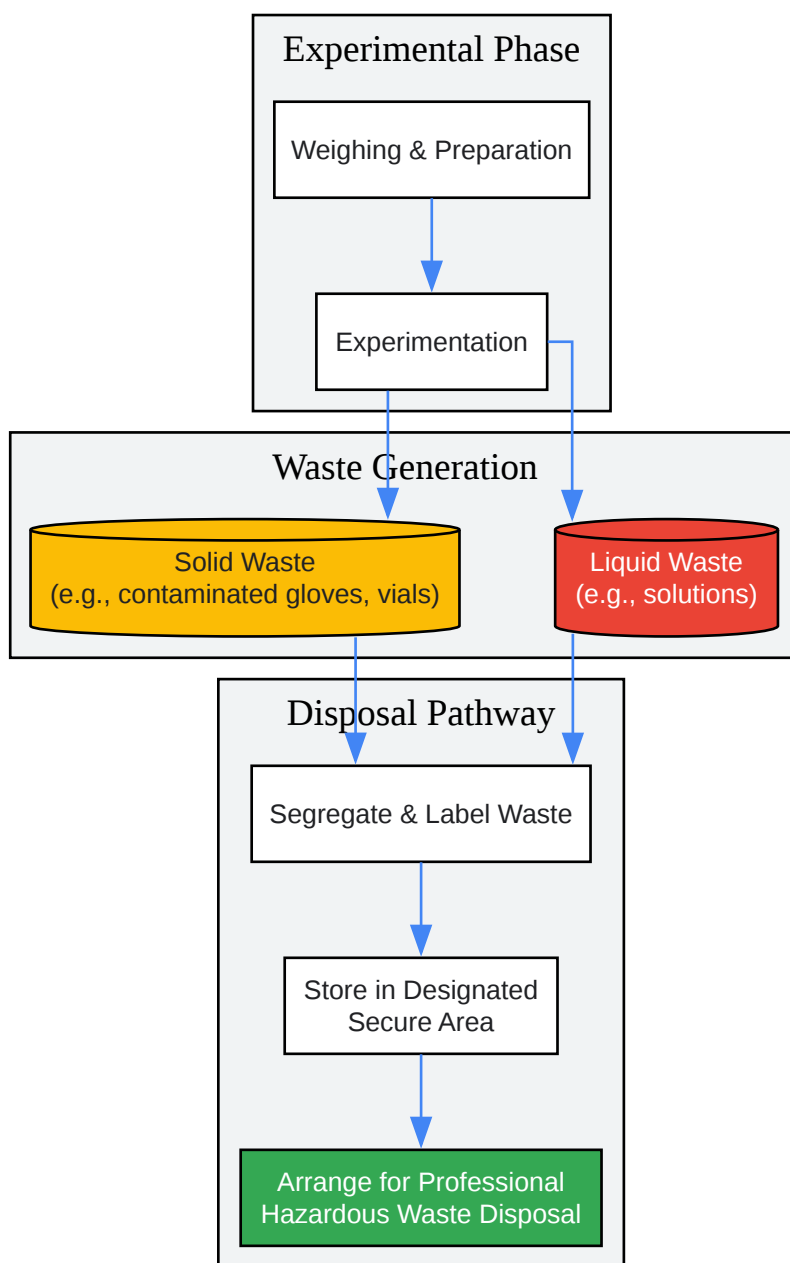 Experimental Phase
Weighing & Preparation
Experimentation
Waste Generation
Solid Waste
(e.g., contaminated gloves, vials)
Liquid Waste
(e.g., solutions)
Disposal Pathway
Segregate & Label Waste
Store in Designated
Secure Area
Arrange for Professional
Hazardous Waste Disposal